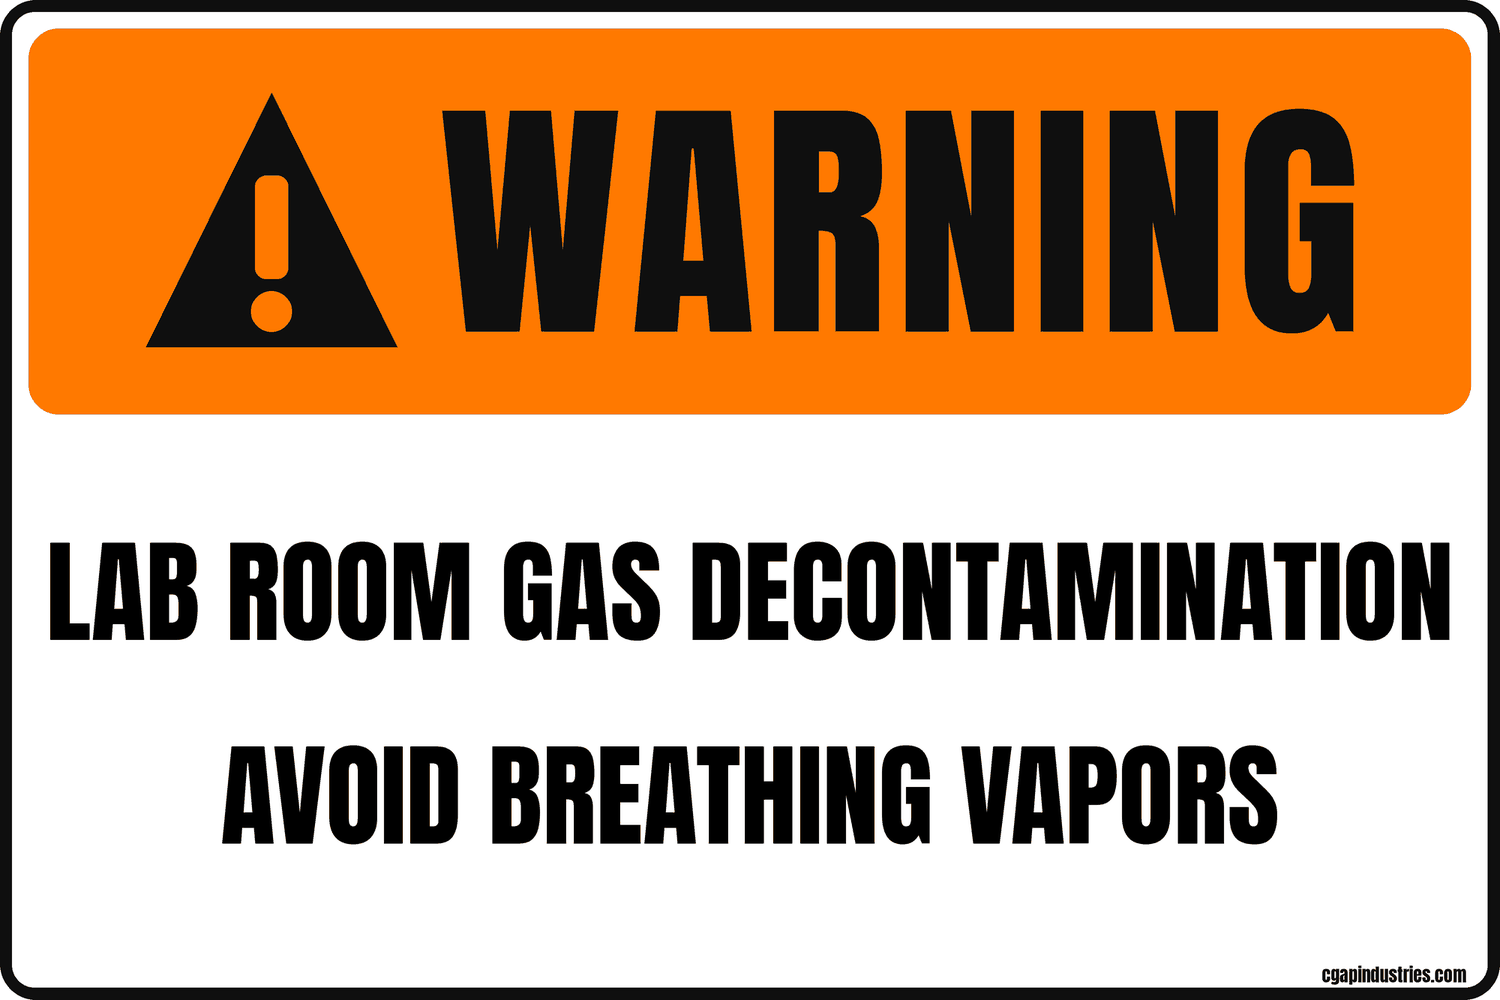 WARNING
LAB ROOM GAS DECONTAMINATION
AVOID BREATHING VAPORS
cgapindustries.com